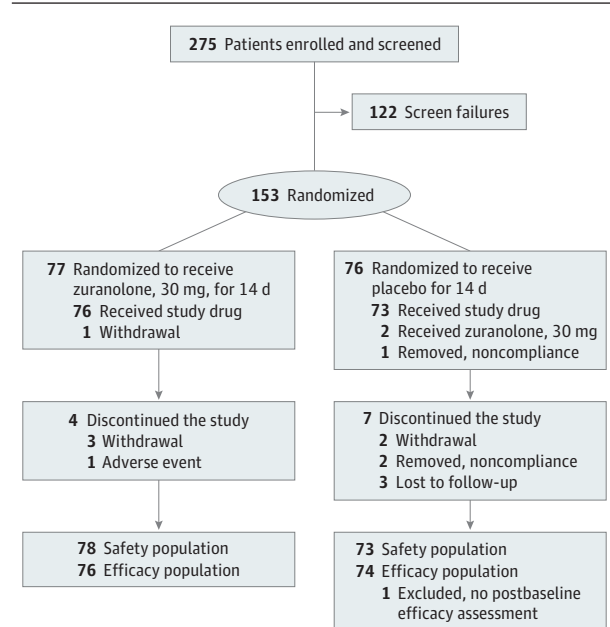 275 Patients enrolled and screened
122 Screen failures
153 Randomized
77 Randomized to receive
zuranolone, 30 mg, for 14 d
76 Received study drug
1 Withdrawal
76 Randomized to receive
placebo for 14 d
73 Received study drug
2 Received zuranolone, 30 mg
1 Removed, noncompliance
4 Discontinued the study
3 Withdrawal
1 Adverse event
7 Discontinued the study
2 Withdrawal
2 Removed, noncompliance
3 Lost to follow-up
78 Safety population
76 Efficacy population
73 Safety population
74 Efficacy population
1 Excluded, no postbaseline
efficacy assessment